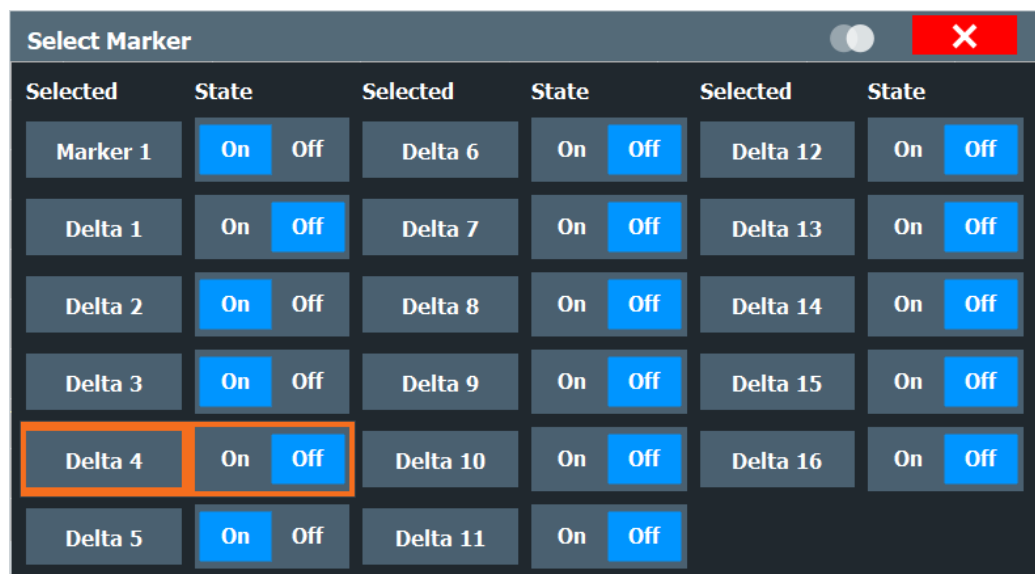 Select Marker
Selected State Selected State Selected State
Marker 1 On Off Delta 6 On Off Delta 12 On Off
Delta 1 On Off Delta 7 On Off Delta 13 On Off
Delta 2 On Off Delta 8 On Off Delta 14 On Off
Delta 3 On Off Delta 9 On Off Delta 15 On Off
Delta 4 On Off Delta 10 On Off Delta 16 On Off
Delta 5 On Off Delta 11 On Off